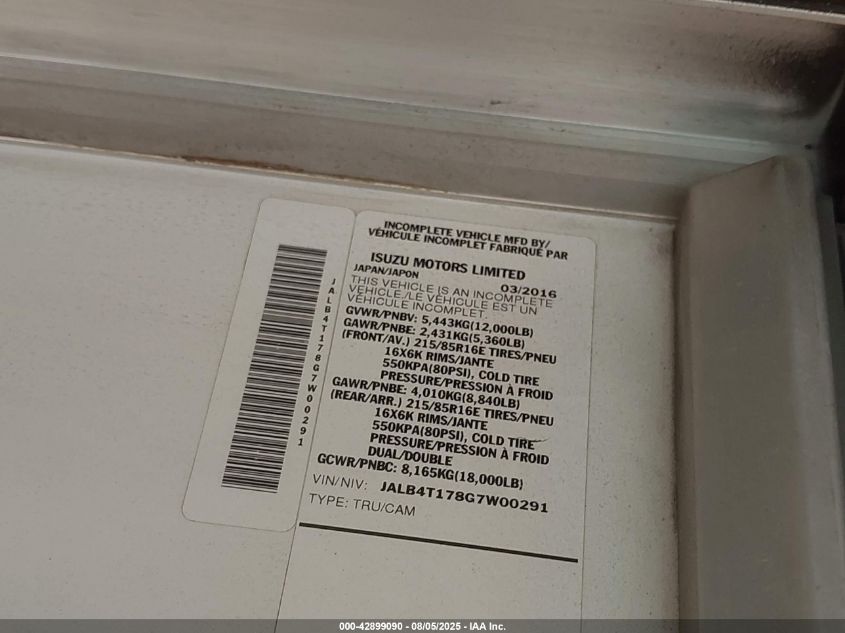 JALB4T178G7W00291
INCOMPLETE VEHICLE MFD BY/
VÉHICULE INCOMPLET FABRIQUÉ PAR
ISUZU MOTORS LIMITED
JAPAN/JAPON 03/2016
THIS VEHICLE IS AN INCOMPLETE
VEHICLE./LE VÉHICULE EST UN
VÉHICULE INCOMPLET.
GVWR/PNBV: 5,443KG(12,000LB)
GAWR/PNBE: 2,431KG(5,360LB)
(FRONT/AV.) 215/85R16E TIRES/PNEU
16X6K RIMS/JANTE
550KPA(80PSI), COLD TIRE
PRESSURE/PRESSION À FROID
GAWR/PNBE: 4,010KG(8,840LB)
(REAR/ARR.) 215/85R16E TIRES/PNEU
16X6K RIMS/JANTE
550KPA(80PSI), COLD TIRE
PRESSURE/PRESSION À FROID
DUAL/DOUBLE
GCWR/PNBC: 8,165KG(18,000LB)
VIN/NIV: JALB4T178G7W00291
TYPE: TRU/CAM
000-42899090 - 08/05/2025 - IAA Inc.